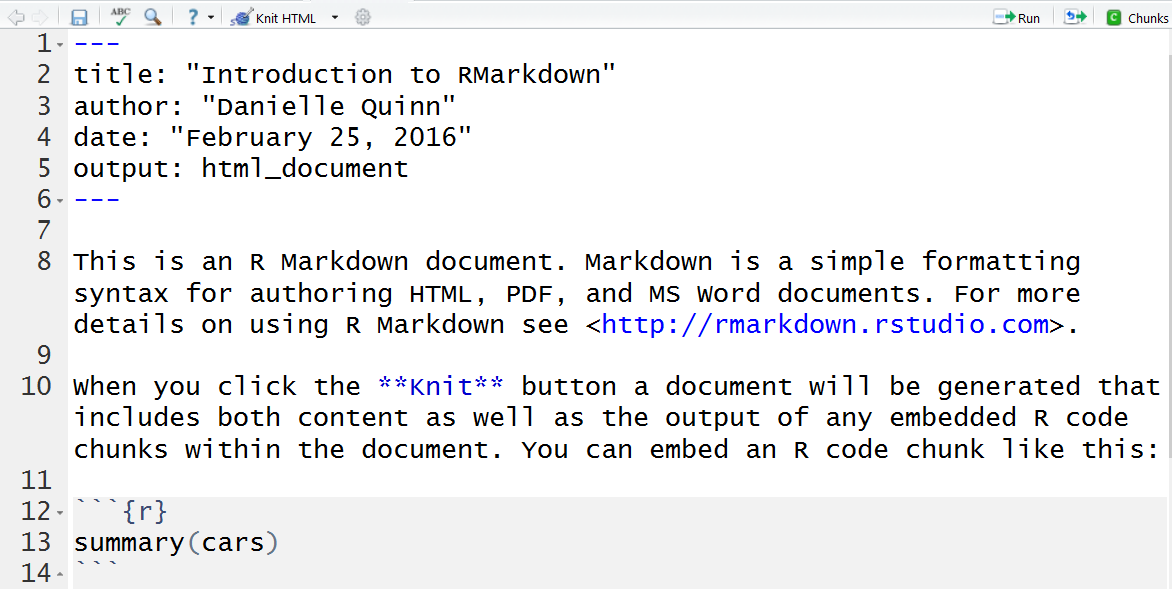 ABC ? Knit HTML Run C Chunks
1 ---
2 title: "Introduction to RMarkdown"
3 author: "Danielle Quinn"
4 date: "February 25, 2016"
5 output: html_document
6 ---
7
8 This is an R Markdown document. Markdown is a simple formatting
syntax for authoring HTML, PDF, and MS Word documents. For more
details on using R Markdown see <http://rmarkdown.rstudio.com>.
9
10 When you click the **Knit** button a document will be generated that
includes both content as well as the output of any embedded R code
chunks within the document. You can embed an R code chunk like this:
11
12 ```{r}
13 summary(cars)
14 ```